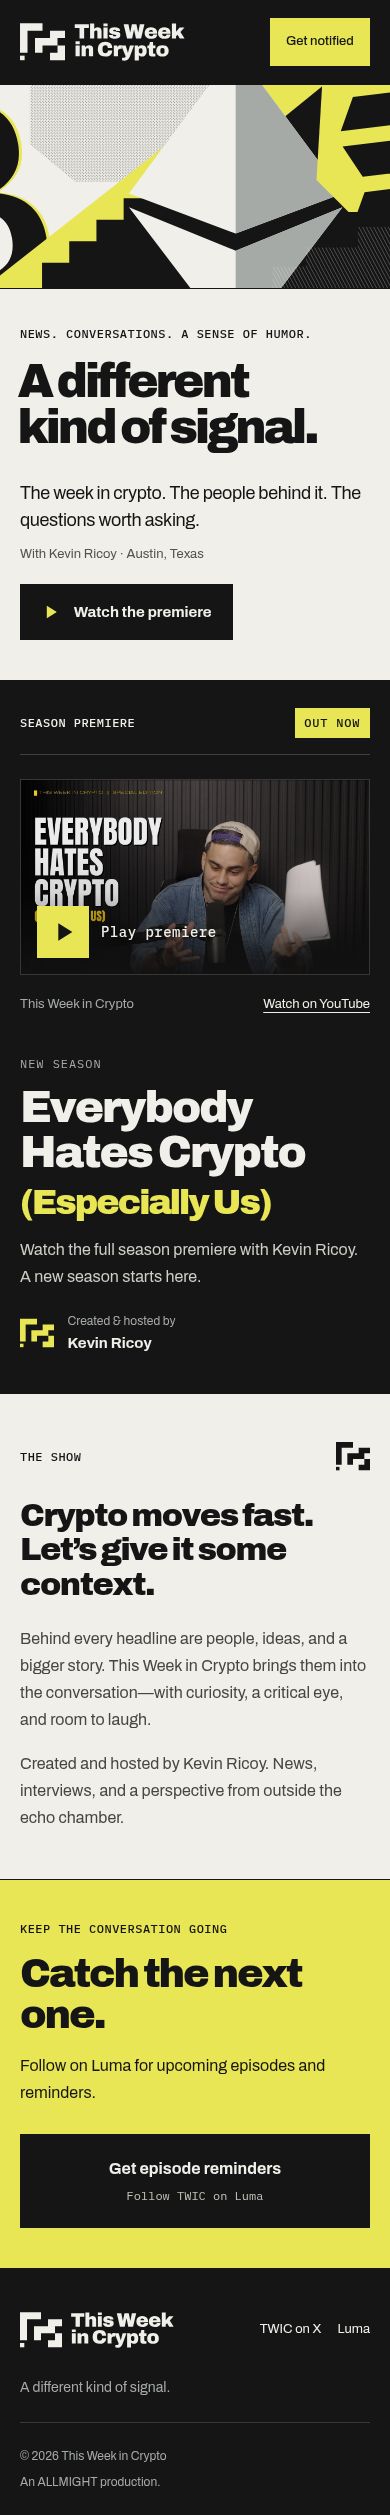 This Week
in Crypto
Get notified
NEWS. CONVERSATIONS. A SENSE OF HUMOR.
A different
kind of signal.
The week in crypto. The people behind it. The
questions worth asking.
With Kevin Ricoy · Austin, Texas
Watch the premiere
SEASON PREMIERE
OUT NOW
THIS WEEK IN CRYPTO
SPECIAL EDITION
EVERYBODY
HATES
CRYPTO
US)
Play premiere
This Week in Crypto
Watch on YouTube
NEW SEASON
Everybody
Hates Crypto
(Especially Us)
Watch the full season premiere with Kevin Ricoy.
A new season starts here.
Created & hosted by
Kevin Ricoy
THE SHOW
Crypto moves fast.
Let’s give it some
context.
Behind every headline are people, ideas, and a
bigger story. This Week in Crypto brings them into
the conversation—with curiosity, a critical eye,
and room to laugh.
Created and hosted by Kevin Ricoy. News,
interviews, and a perspective from outside the
echo chamber.
KEEP THE CONVERSATION GOING
Catch the next
one.
Follow on Luma for upcoming episodes and
reminders.
Get episode reminders
Follow TWIC on Luma
This Week
in Crypto
TWIC on X
Luma
A different kind of signal.
© 2026 This Week in Crypto
An ALLMIGHT production.